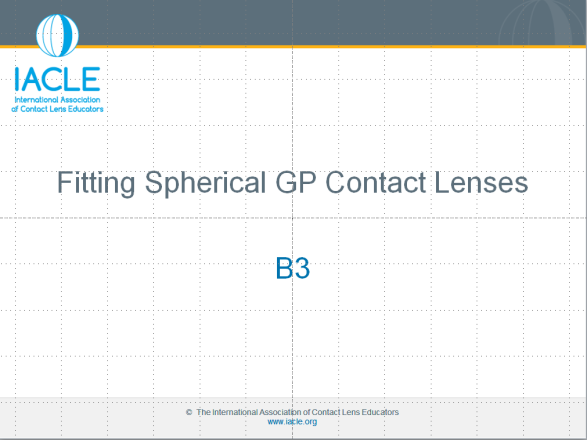 IACLE
International Association
of Contact Lens Educators
Fitting Spherical GP Contact Lenses
B3
© The International Association of Contact Lens Educators
www.iacle.org